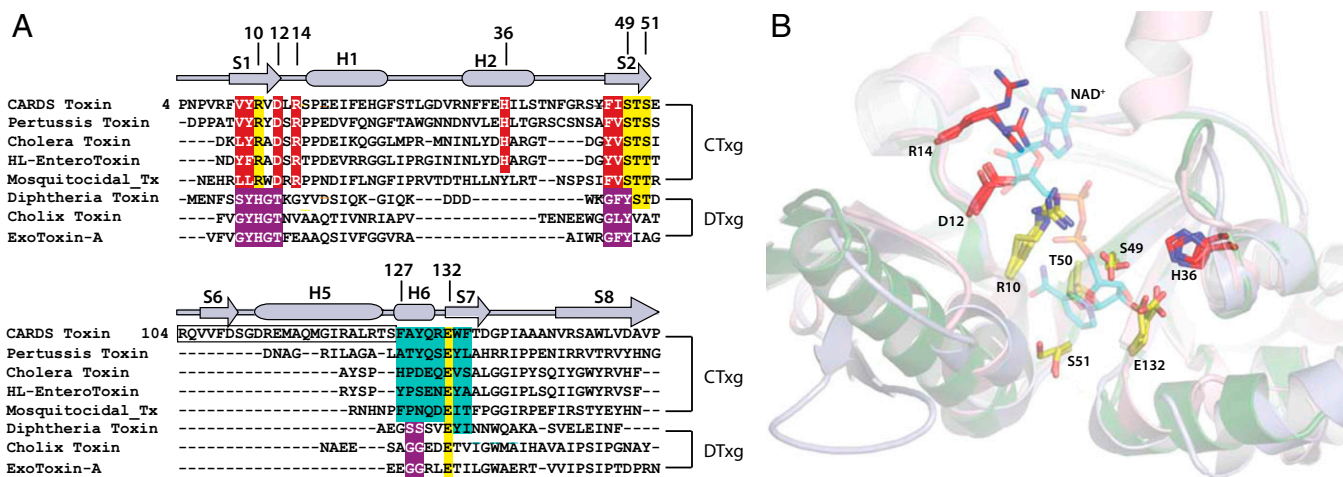 A
10 12 14 36 49 51
S1 H1 H2 S2
CARDS Toxin 4 PNPVRFVYRVDLRSPEEIFEHGFSTLGDVRNFFEHILSTNFGRSYFISTSE
Pertussis Toxin --DPPATVYRYDSRPPEDVFQNGFTAWGNNDNVLEHLTGRSCSNSAFVSTSS
Cholera Toxin ----DKLYRADSRPPDEIKQGGLMPR-MNINLYDHARGT----DGYVSTSI
HL-EnteroToxin ----NDYFRADSRTPDEVRRGGLIPRGNINLYDHARGT----DGYVSTTT
Mosquitocidal_Tx --NEHRLLRWDRRPPNDIFLNGFIPRVTDTHLLNYLRT--NSPSIFVSTTR
Diphtheria Toxin -MENFSSYHGTKGYVDSIQK-GIQK---DDD--------WKGFYSTD
Cholix Toxin ----FVGYHGTNVAAQTIVNRIAPV--------TENEEWGGLYVAT
ExoToxin-A ---VFVGYHGTFEAAQSIVFGGVRA------------AIWRGFYIAG
CTxg
DTxg
127 132
S6 H5 H6 S7 S8
CARDS Toxin 104 RQVVFDSGDREMAQMGIRALRTSFAYQREWFTDGPIAAANVRSAWLVDAVP
Pertussis Toxin --------DNAG--RILAGA-LATYQSEYLAHRRIPPENIRRVTRVYHNG
Cholera Toxin ---------------AYSP---HPDEQEVSALGGIPYSQIYGWYRVHF--
HL-EnteroToxin ---------------RYSP---YPSENEYAALGGIPLSQIIGWYRVSF--
Mosquitocidal_Tx ----------------RNHNPFPNQDEITFPGGIPREFIRSTYEYHN--
Diphtheria Toxin -------------------AEGSSSVEYINNWQAKA-SVELEINF----
Cholix Toxin -------------NAEE---SAGGEDETVIGWMAIHAVAIPSIPGNAY-
ExoToxin-A --------------------EEGGRLETILGWAERT-VVIPSIPTDPRN
CTxg
DTxg
B
NAD+
R14
D12
R10
T50
S49
H36
S51
E132